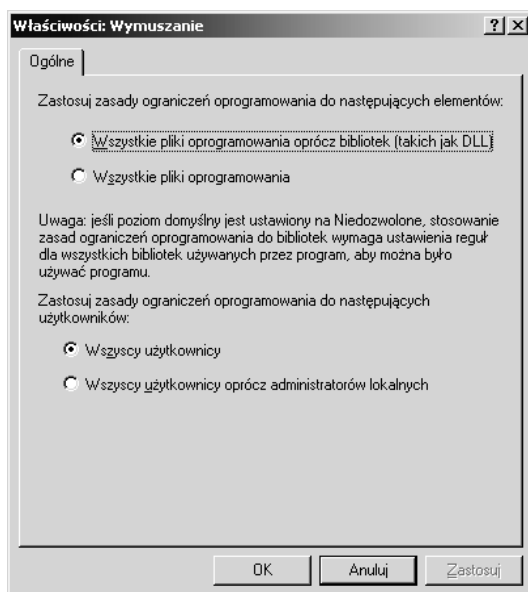 Właściwości: Wymuszanie
Ogólne
Zastosuj zasady ograniczeń oprogramowania do następujących elementów:
Wszystkie pliki oprogramowania oprócz bibliotek (takich jak DLL)
Wszystkie pliki oprogramowania
Uwaga: jeśli poziom domyślny jest ustawiony na Niedozwolone, stosowanie
zasad ograniczeń oprogramowania do bibliotek wymaga ustawienia reguł
dla wszystkich bibliotek używanych przez program, aby można było
używać programu.
Zastosuj zasady ograniczeń oprogramowania do następujących
użytkowników:
Wszyscy użytkownicy
Wszyscy użytkownicy oprócz administratorów lokalnych
OK Anuluj Zastosuj